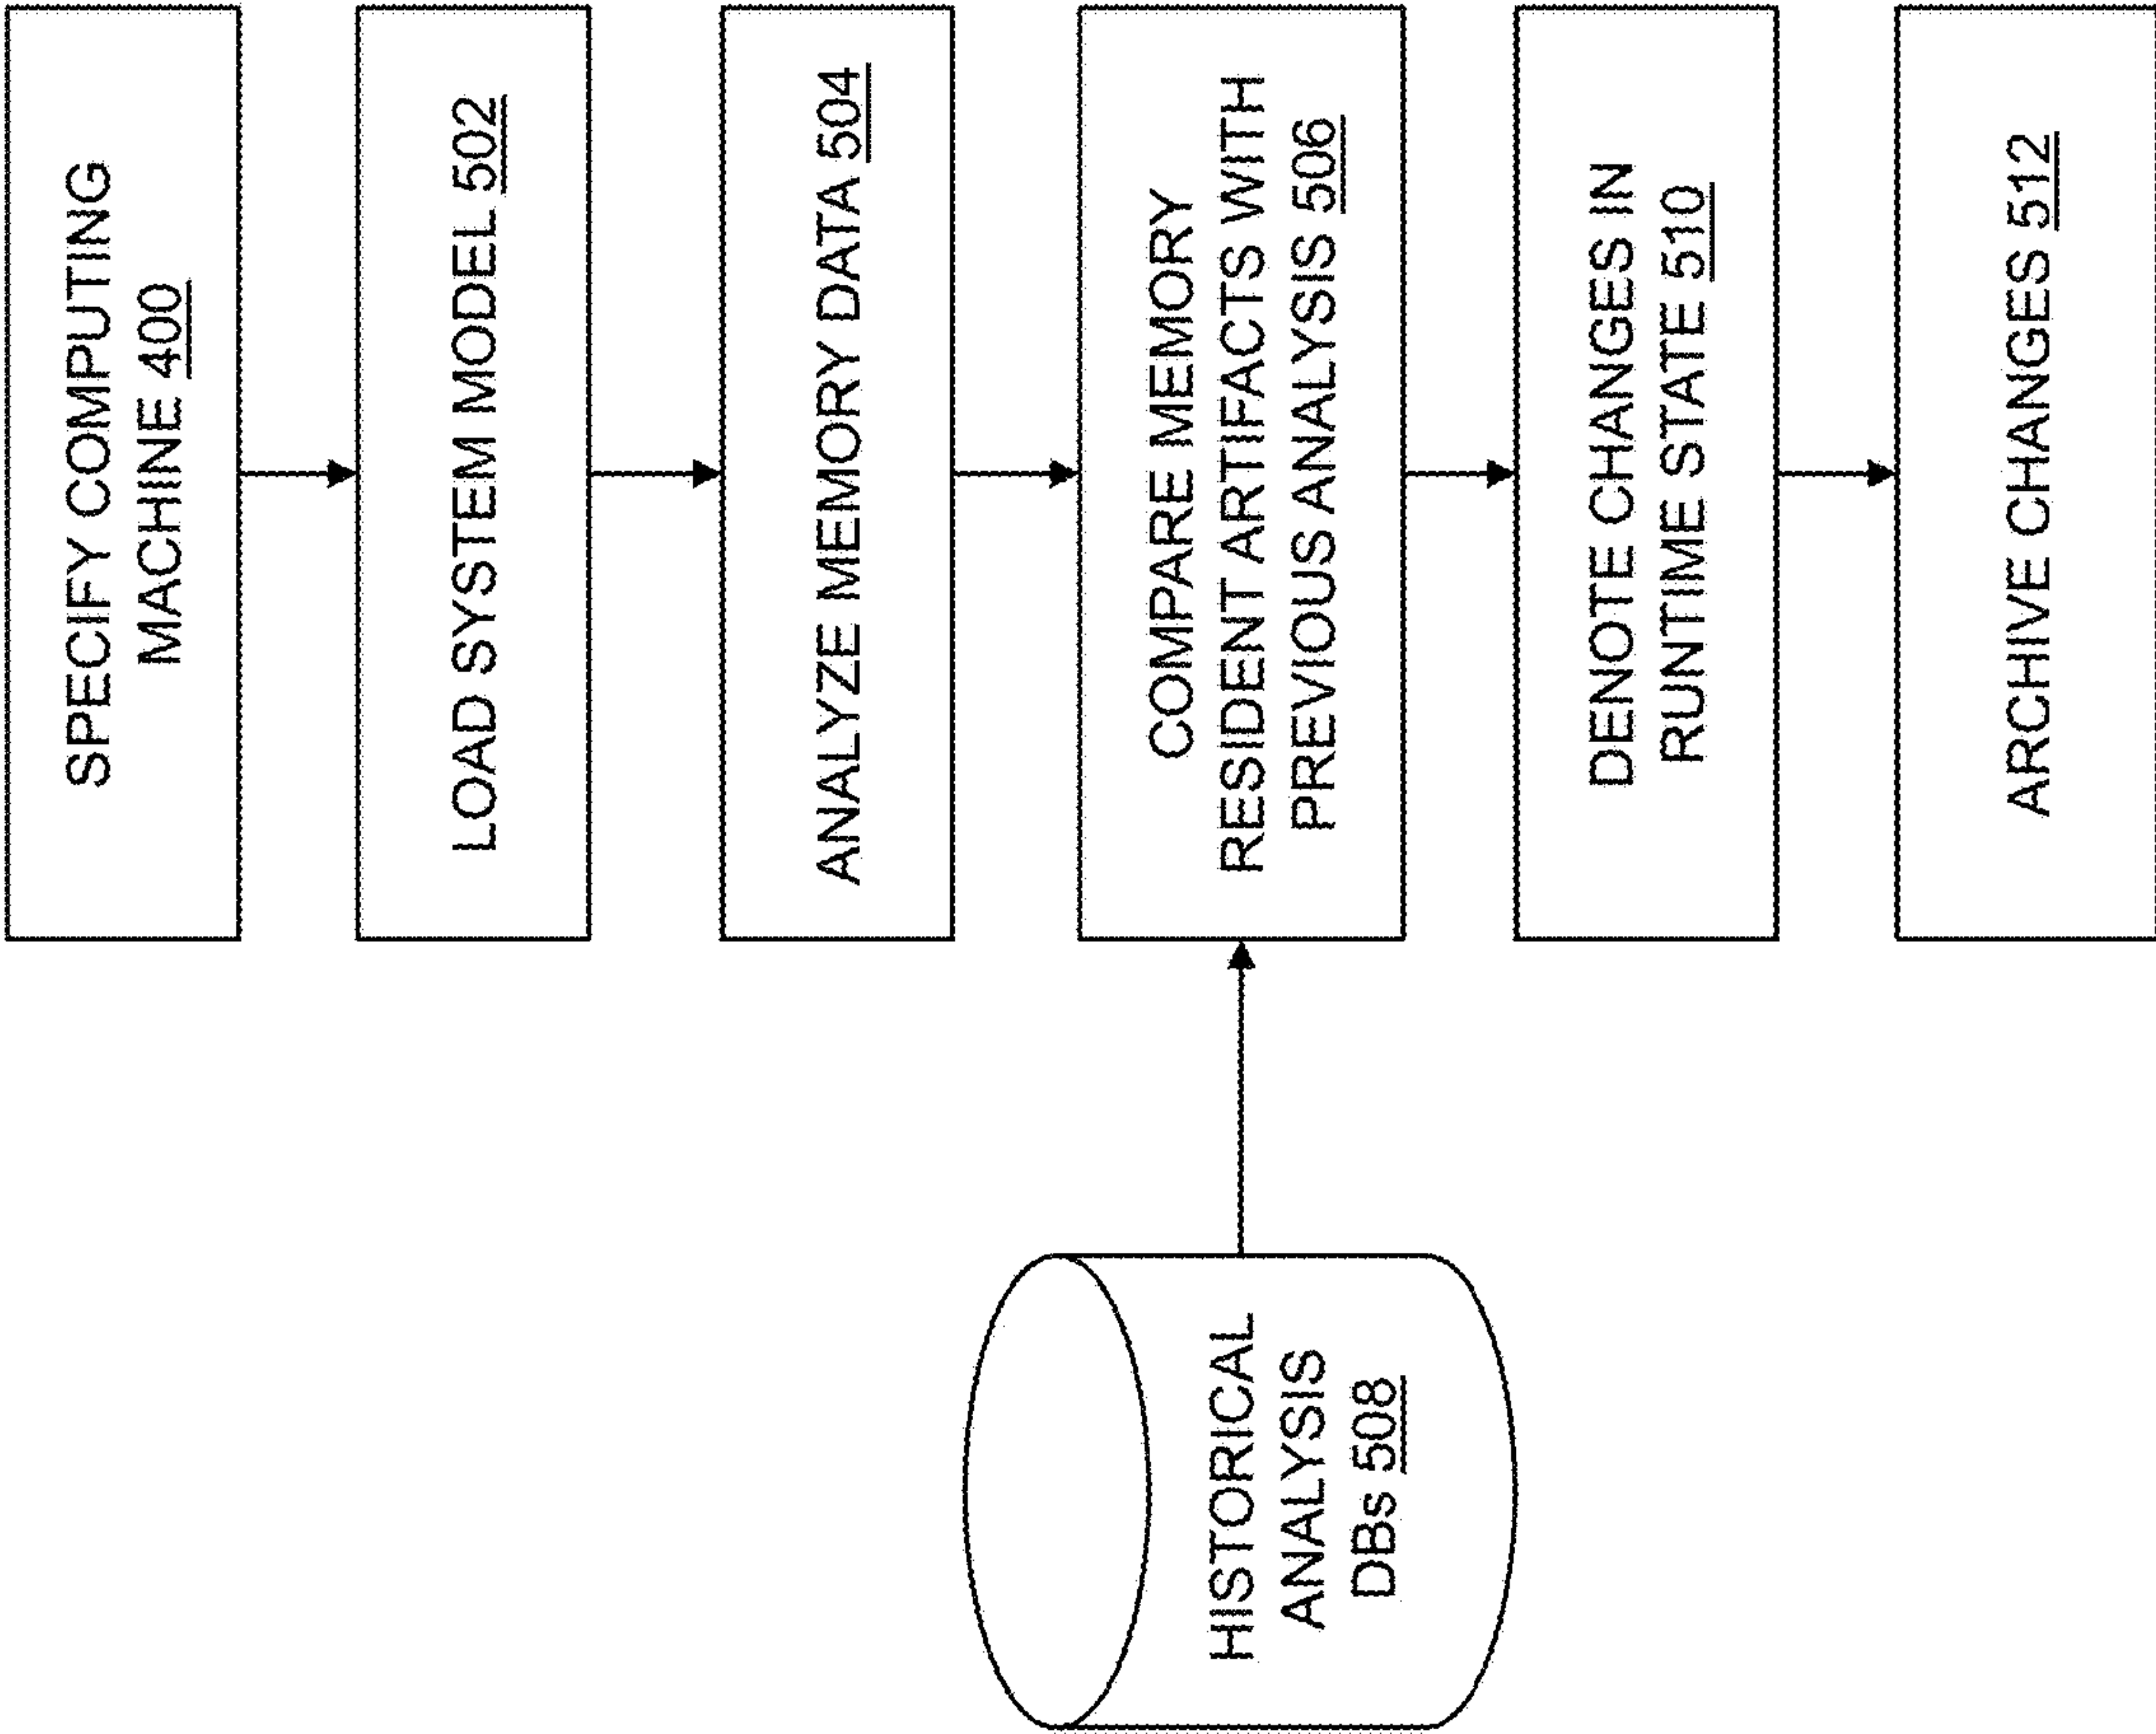 SPECIFY COMPUTING
MACHINE 400
LOAD SYSTEM MODEL 502
ANALYZE MEMORY DATA 504
COMPARE MEMORY
RESIDENT ARTIFACTS WITH
PREVIOUS ANALYSIS 506
HISTORICAL
ANALYSIS
DBs 508
DENOTE CHANGES IN
RUNTIME STATE 510
ARCHIVE CHANGES 512